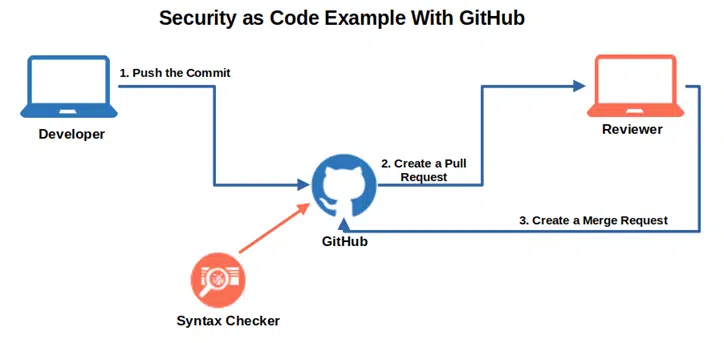 Security as Code Example With GitHub
1. Push the Commit
Developer
Reviewer
2. Create a Pull
Request
3. Create a Merge Request
GitHub
Syntax Checker